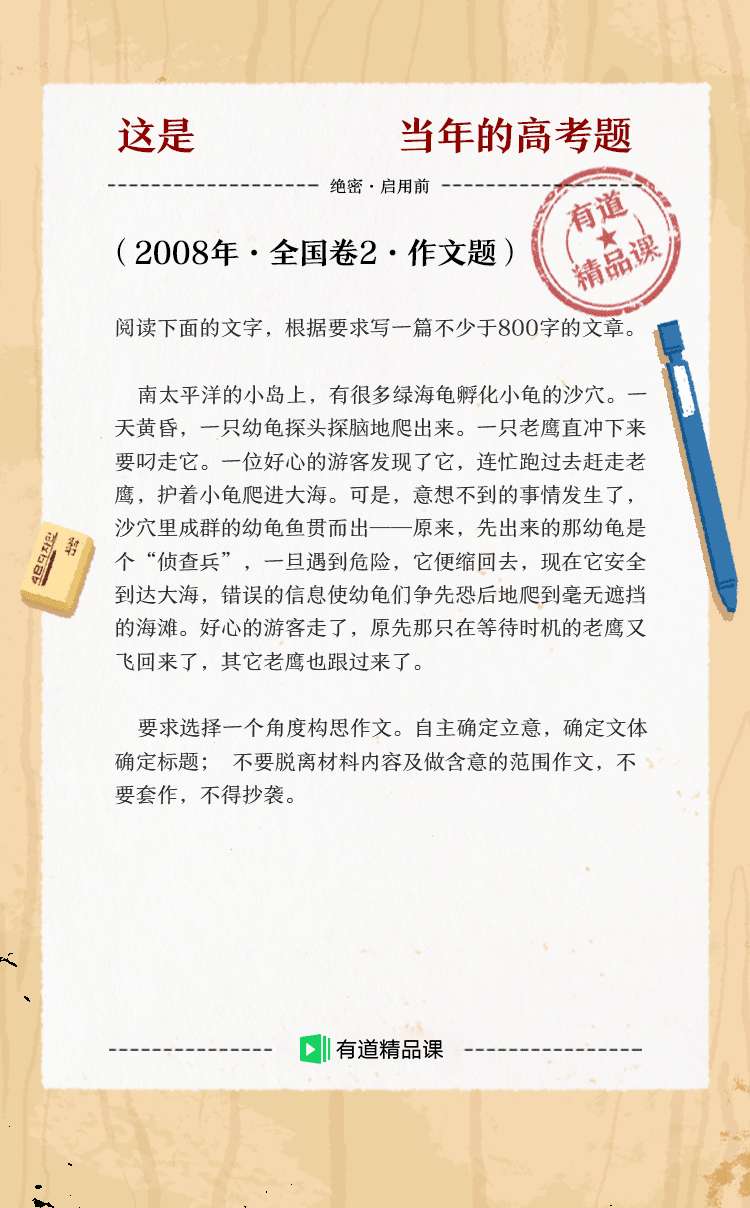 这是 当年的高考题
绝密·启用前
有道
精品课
（2008年·全国卷2·作文题）
阅读下面的文字，根据要求写一篇不少于800字的文章。
南太平洋的小岛上，有很多绿海龟孵化小龟的沙穴。一
天黄昏，一只幼龟探头探脑地爬出来。一只老鹰直冲下来
要叼走它。一位好心的游客发现了它，连忙跑过去赶走老
鹰，护着小龟爬进大海。可是，意想不到的事情发生了，
沙穴里成群的幼龟鱼贯而出——原来，先出来的那幼龟是
个“侦查兵”，一旦遇到危险，它便缩回去，现在它安全
到达大海，错误的信息使幼龟们争先恐后地爬到毫无遮挡
的海滩。好心的游客走了，原先那只在等待时机的老鹰又
飞回来了，其它老鹰也跟过来了。
要求选择一个角度构思作文。自主确定立意，确定文体
确定标题； 不要脱离材料内容及做含意的范围作文，不
要套作，不得抄袭。
有道精品课